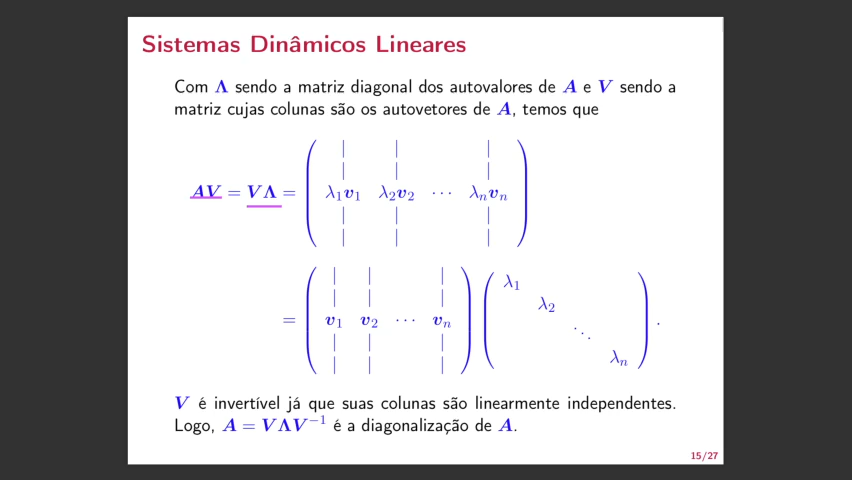 Sistemas Dinâmicos Lineares
Com Λ sendo a matriz diagonal dos autovalores de A e V sendo a
matriz cujas colunas são os autovetores de A, temos que
| | |
| | |
AV = VΛ = ( λ₁v₁ λ₂v₂ ⋯ λₙvₙ )
| | |
| | |
| | | λ₁
| | | λ₂
= ( v₁ v₂ ⋯ vₙ ) ( ⋱ ) .
| | |
| | | λₙ
V é invertível já que suas colunas são linearmente independentes.
Logo, A = VΛV⁻¹ é a diagonalização de A.
15/27